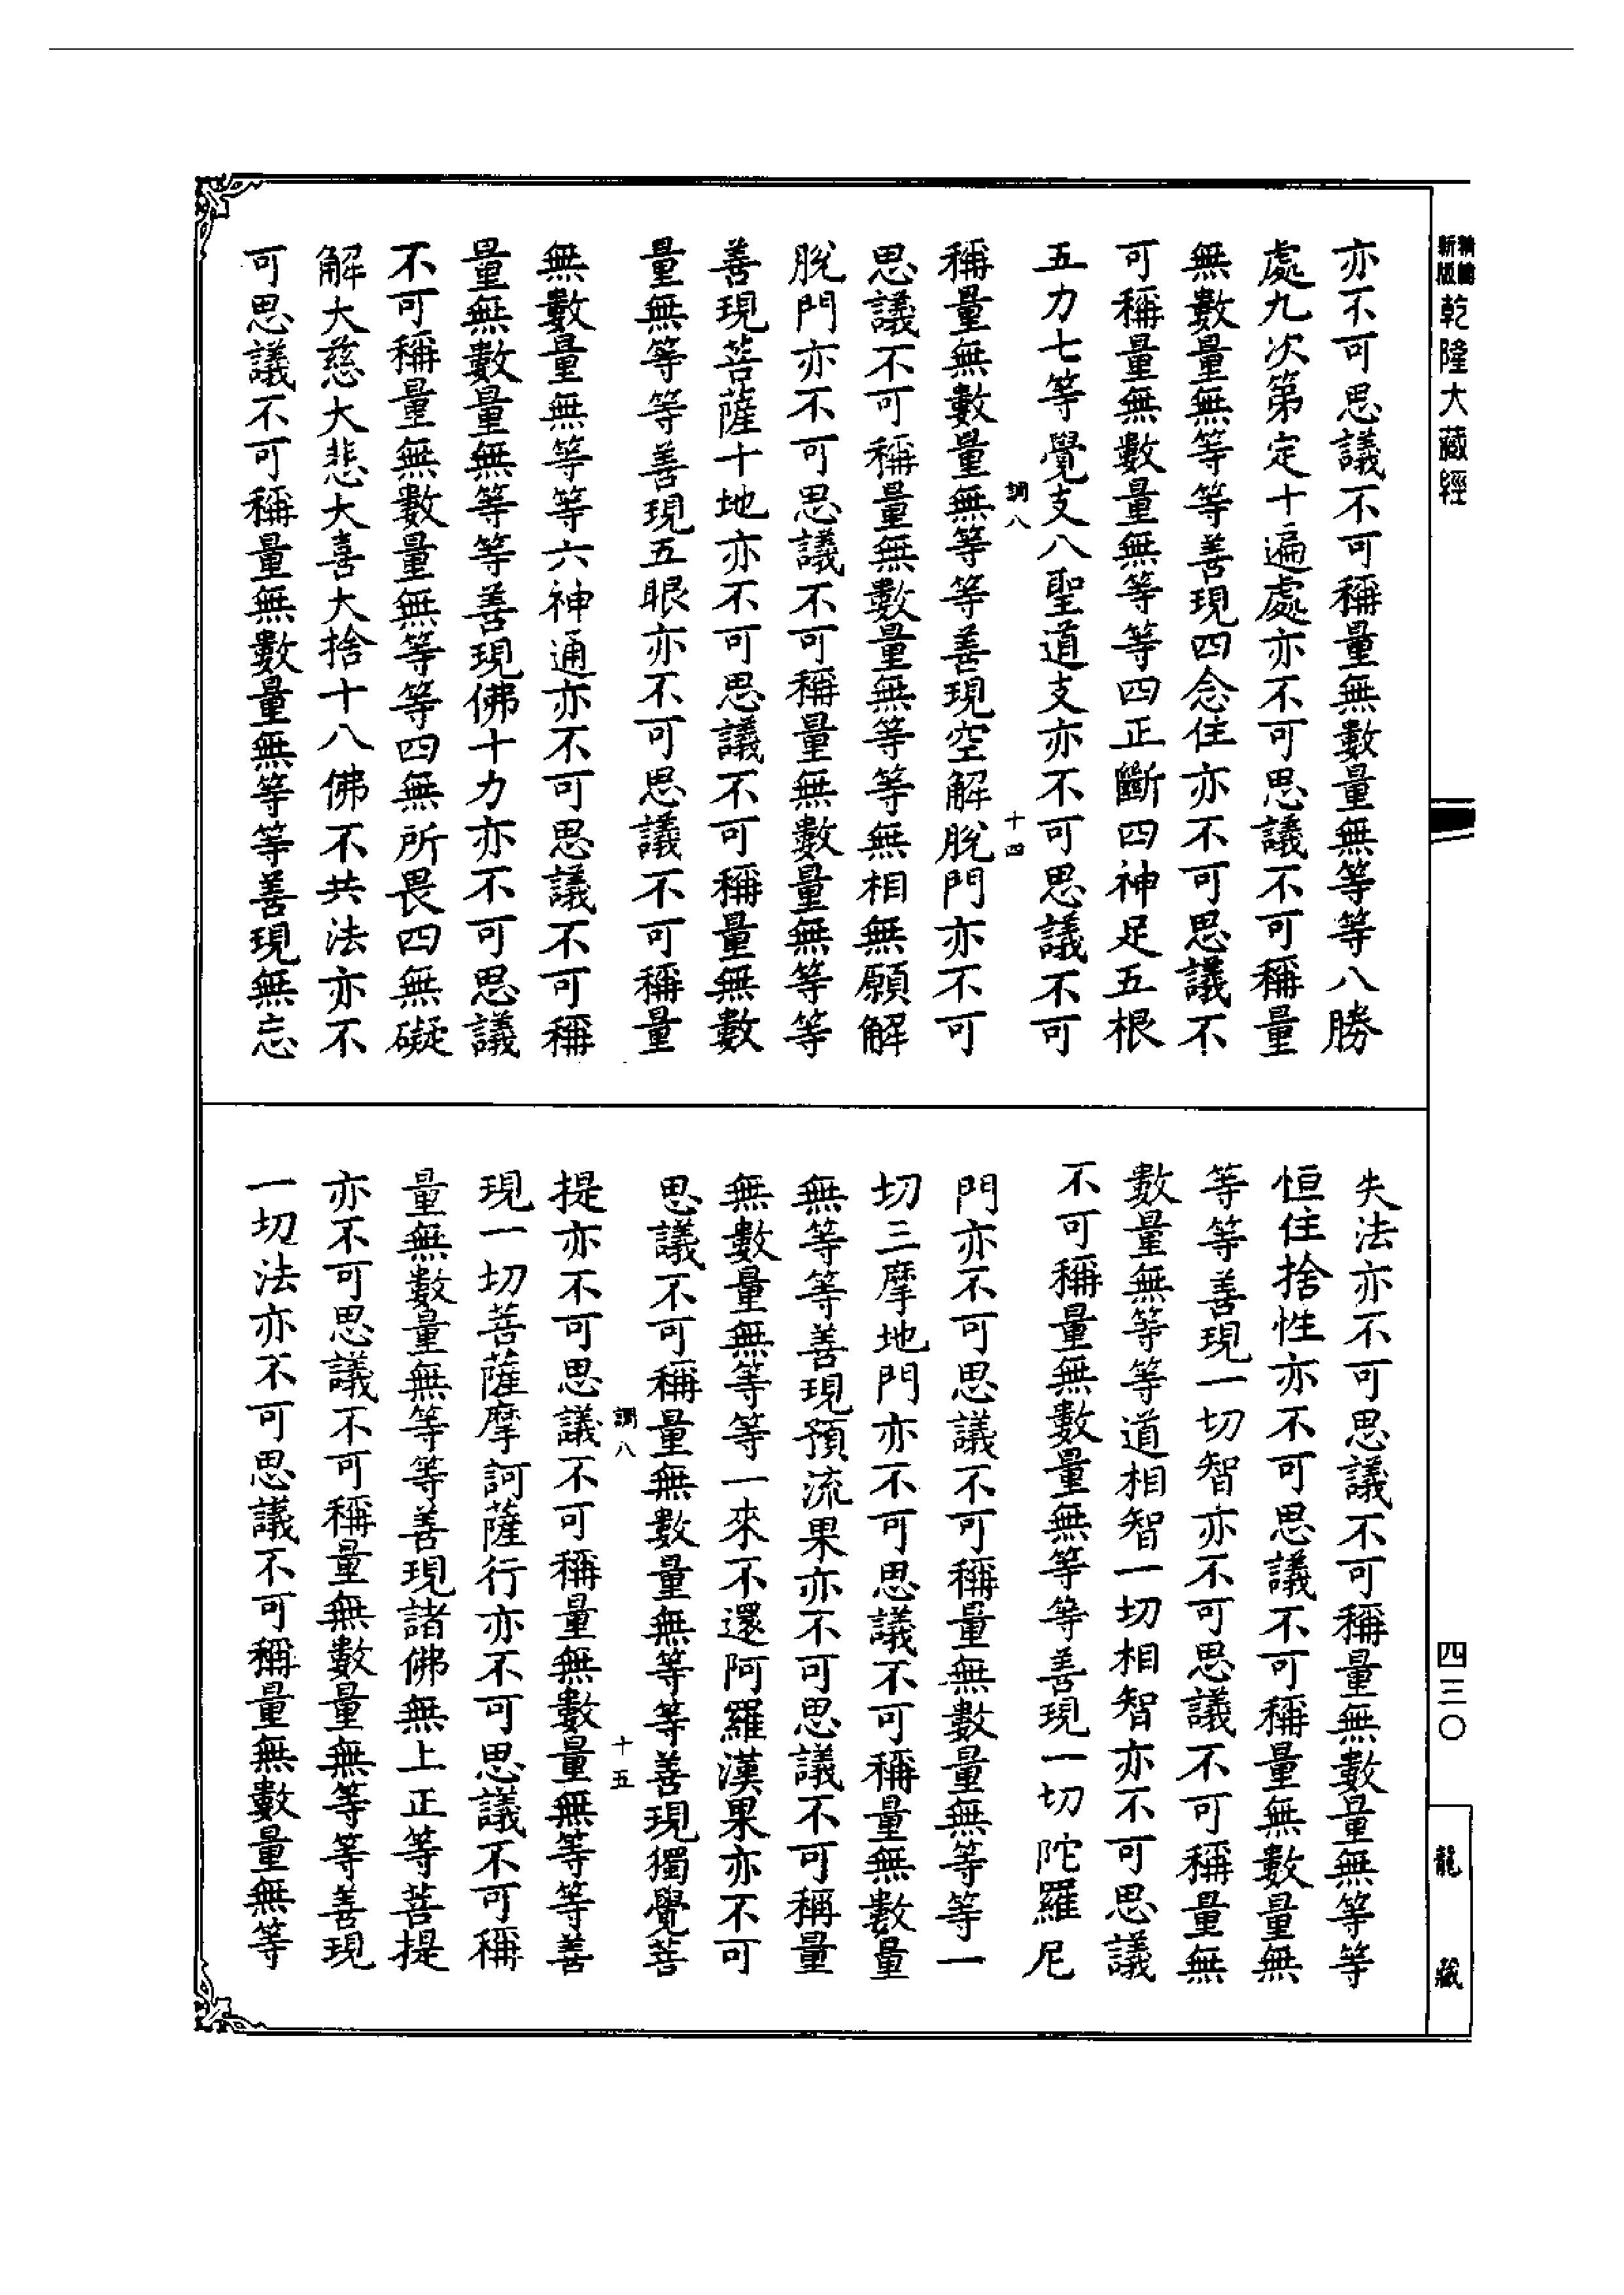 新版精編乾隆大藏經
亦不可思議不可稱量無數量無等等八勝
處九次第定十遍處亦不可思議不可稱量
無數量無等等善現四念住亦不可思議不
可稱量無數量無等等四正斷四神足五根
五力七等覺支八聖道支亦不可思議不可
調八
十四
稱量無數量無等等善現空解脫門亦不可
思議不可稱量無數量無等等無相無願解
脫門亦不可思議不可稱量無數量無等等
善現菩薩十地亦不可思議不可稱量無數
量無等等善現五眼亦不可思議不可稱量
無數量無等等六神通亦不可思議不可稱
量無數量無等等善現佛十力亦不可思議
不可稱量無數量無等等四無所畏四無礙
解大慈大悲大喜大捨十八佛不共法亦不
可思議不可稱量無數量無等等善現無忘
失法亦不可思議不可稱量無數量無等等
恒住捨性亦不可思議不可稱量無數量無
等等善現一切智亦不可思議不可稱量無
數量無等等道相智一切相智亦不可思議
不可稱量無數量無等等善現一切陀羅尼
門亦不可思議不可稱量無數量無等等一
切三摩地門亦不可思議不可稱量無數量
無等等善現預流果亦不可思議不可稱量
無數量無等等一來不還阿羅漢果亦不可
思議不可稱量無數量無等等善現獨覺菩
調八
十五
提亦不可思議不可稱量無數量無等等善
現一切菩薩摩訶薩行亦不可思議不可稱
量無數量無等等善現諸佛無上正等菩提
亦不可思議不可稱量無數量無等等善現
一切法亦不可思議不可稱量無數量無等
四三〇
龍藏